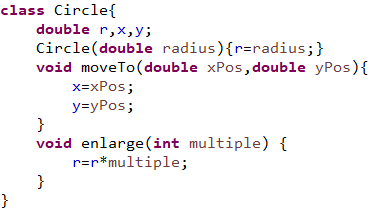 class Circle{
    double r,x,y;
    Circle(double radius){r=radius;}
    void moveTo(double xPos,double yPos){
        x=xPos;
        y=yPos;
    }
    void enlarge(int multiple) {
        r=r*multiple;
    }
}